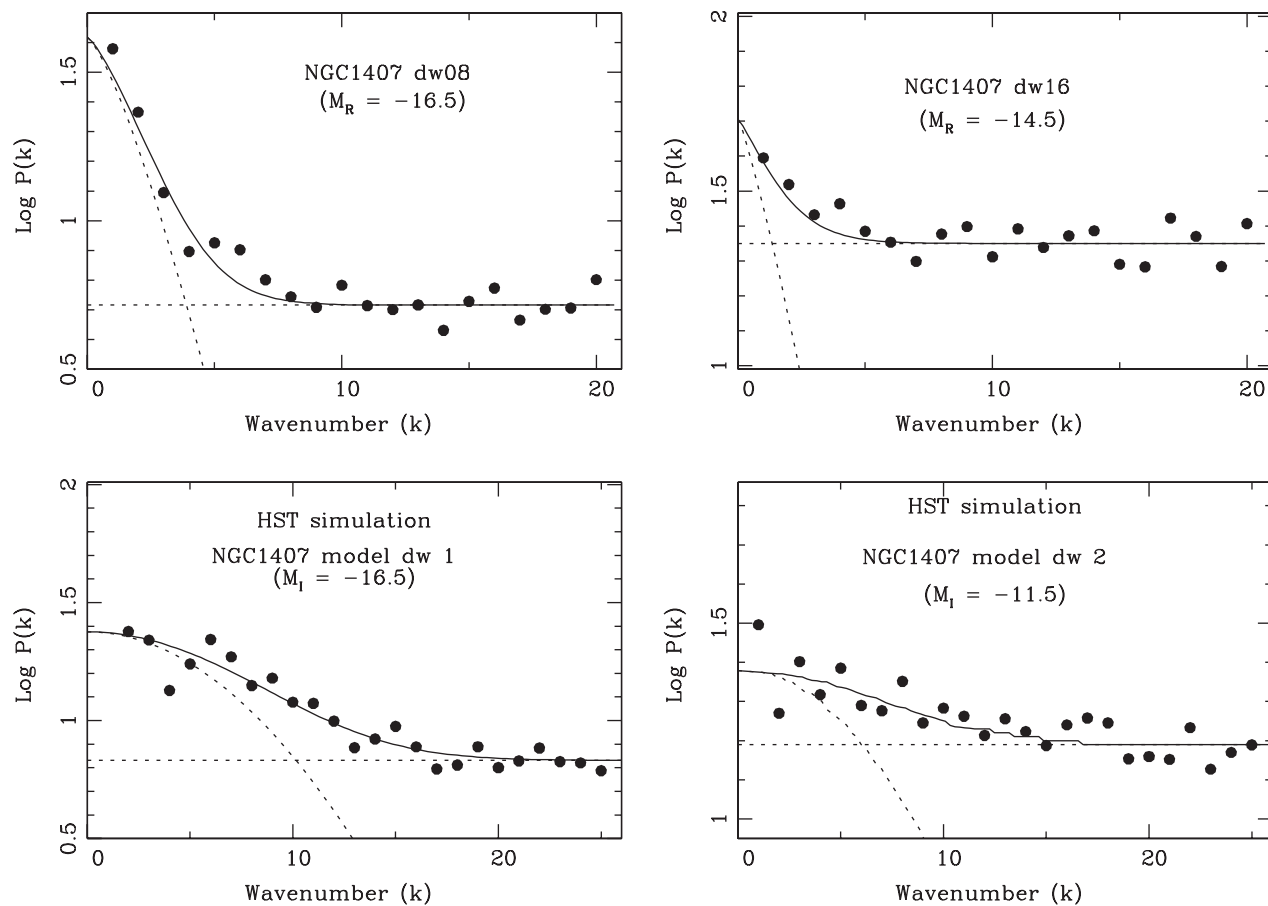 NGC1407 dw08
(M_R = −16.5)
Log P(k)
1.5
1
0.5
0 10 20
Wavenumber (k)
NGC1407 dw16
(M_R = −14.5)
Log P(k)
2
1.5
1
0 10 20
Wavenumber (k)
HST simulation
NGC1407 model dw 1
(M_I = −16.5)
Log P(k)
2
1.5
1
0.5
0 10 20
Wavenumber (k)
HST simulation
NGC1407 model dw 2
(M_I = −11.5)
Log P(k)
1.5
1
0 10 20
Wavenumber (k)